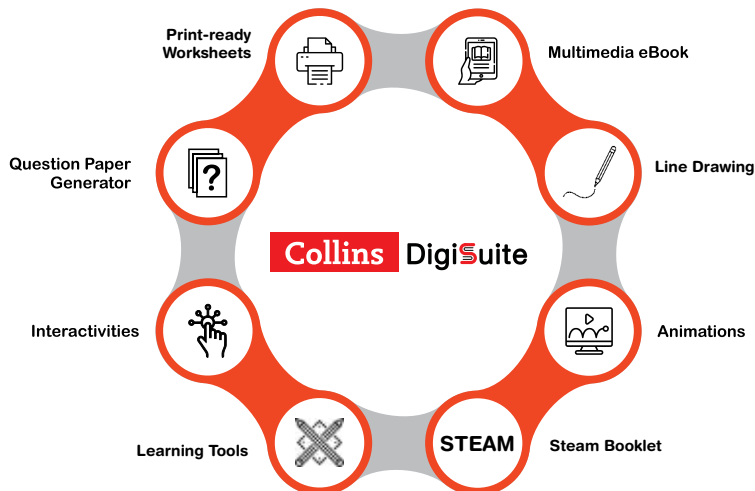 Print-ready
Worksheets
Multimedia eBook
Question Paper
Generator
?
Line Drawing
Collins DigiSuite
Interactivities
Animations
Learning Tools
STEAM
Steam Booklet